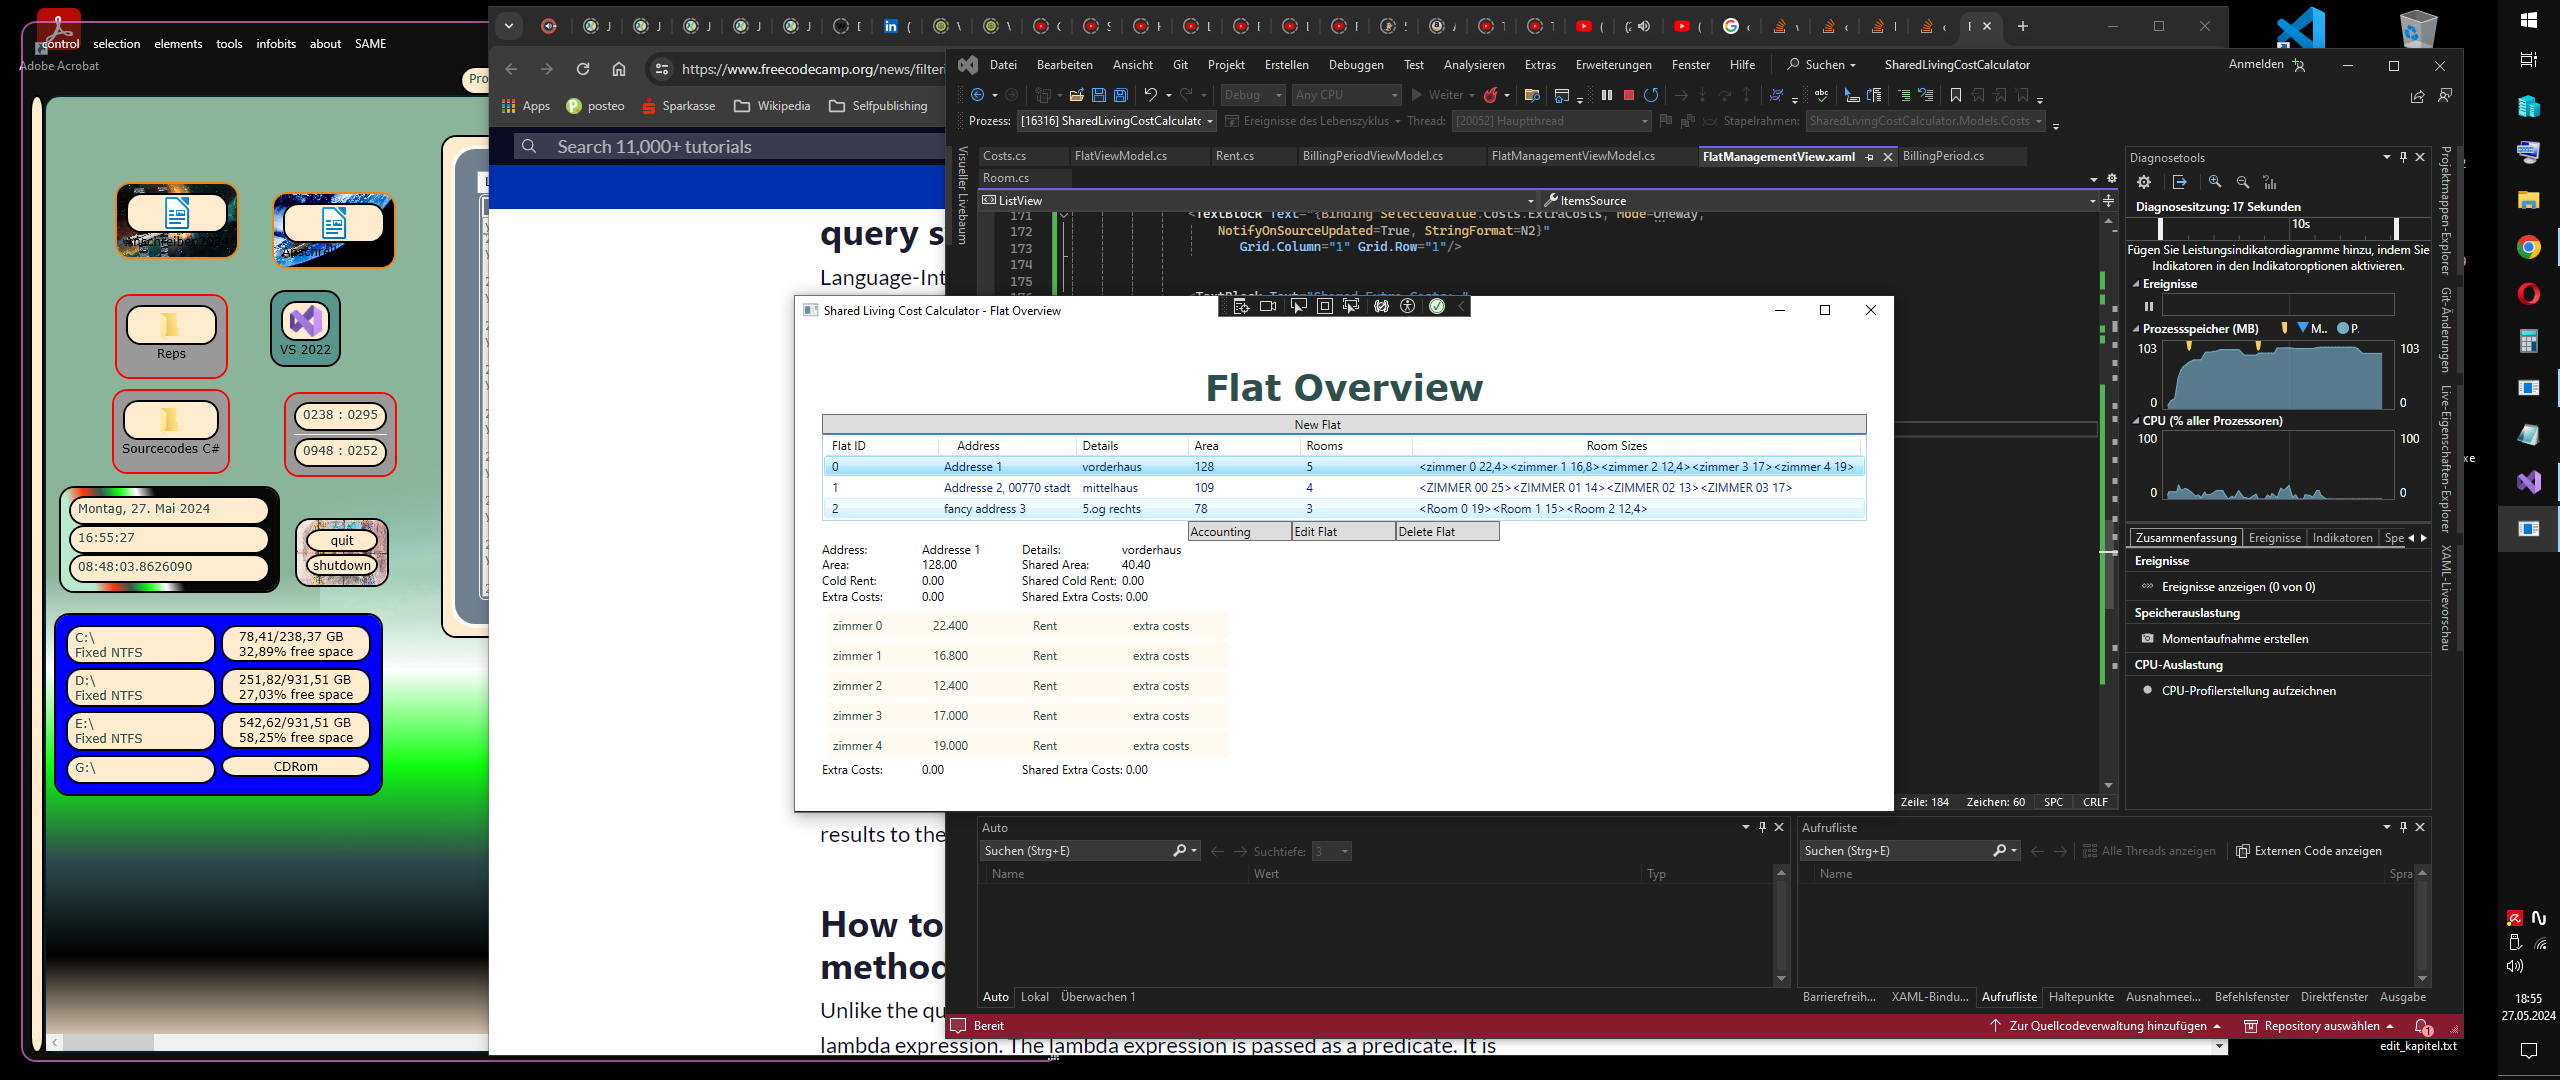 control selection elements tools infobits about SAME
Adobe Acrobat
Reps
VS 2022
Sourcecodes C#
0238 : 0295
0948 : 0252
Montag, 27. Mai 2024
16:55:27
08:48:03.8626090
quit
shutdown
C:\
Fixed NTFS
78,41/238,37 GB
32,89% free space
D:\
Fixed NTFS
251,82/931,51 GB
27,03% free space
E:\
Fixed NTFS
542,62/931,51 GB
58,25% free space
G:\
CDRom
https://www.freecodecamp.org/news/filteri
Apps posteo Sparkasse Wikipedia Selfpublishing
Search 11,000+ tutorials
query s
Language-Int
results to the
How to
method
Unlike the qu
lambda expression. The lambda expression is passed as a predicate. It is
Datei Bearbeiten Ansicht Git Projekt Erstellen Debuggen Test Analysieren Extras Erweiterungen Fenster Hilfe Suchen SharedLivingCostCalculator Anmelden
Debug Any CPU Weiter
Prozess: [16316] SharedLivingCostCalculatc Ereignisse des Lebenszyklus Thread: [20052] Hauptthread Stapelrahmen: SharedLivingCostCalculator.Models.Costs
Visueller Livebaum
Costs.cs FlatViewModel.cs Rent.cs BillingPeriodViewModel.cs FlatManagementViewModel.cs FlatManagementView.xaml BillingPeriod.cs
Room.cs
ListView ItemsSource
171 <TextBlock Text="{Binding SelectedValue.Costs.ExtraCosts, Mode=OneWay,
172 NotifyOnSourceUpdated=True, StringFormat=N2}"
173 Grid.Column="1" Grid.Row="1"/>
174
175
Shared Living Cost Calculator - Flat Overview
Flat Overview
New Flat
Flat ID Address Details Area Rooms Room Sizes
0 Addresse 1 vorderhaus 128 5 <zimmer 0 22,4><zimmer 1 16,8><zimmer 2 12,4><zimmer 3 17><zimmer 4 19>
1 Addresse 2, 00770 stadt mittelhaus 109 4 <ZIMMER 00 25><ZIMMER 01 14><ZIMMER 02 13><ZIMMER 03 17>
2 fancy address 3 5.og rechts 78 3 <Room 0 19><Room 1 15><Room 2 12,4>
Accounting Edit Flat Delete Flat
Address: Addresse 1 Details: vorderhaus
Area: 128.00 Shared Area: 40.40
Cold Rent: 0.00 Shared Cold Rent: 0.00
Extra Costs: 0.00 Shared Extra Costs: 0.00
zimmer 0 22.400 Rent extra costs
zimmer 1 16.800 Rent extra costs
zimmer 2 12.400 Rent extra costs
zimmer 3 17.000 Rent extra costs
zimmer 4 19.000 Rent extra costs
Extra Costs: 0.00 Shared Extra Costs: 0.00
Zeile: 184 Zeichen: 60 SPC CRLF
Diagnosetools
Diagnosesitzung: 17 Sekunden
10s
Fügen Sie Leistungsindikatordiagramme hinzu, indem Sie
Indikatoren in den Indikatoroptionen aktivieren.
Ereignisse
Prozessspeicher (MB) M.. P.
103 103
0 0
CPU (% aller Prozessoren)
100 100
0 0
Zusammenfassung Ereignisse Indikatoren Spe
Ereignisse
Ereignisse anzeigen (0 von 0)
Speicherauslastung
Momentaufnahme erstellen
CPU-Auslastung
CPU-Profilerstellung aufzeichnen
Projektmappen-Explorer
Git-Änderungen
Live-Eigenschaften-Explorer
XAML-Livevorschau
Auto
Suchen (Strg+E) Suchtiefe: 3
Name Wert Typ
Auto Lokal Überwachen 1
Aufrufliste
Suchen (Strg+E) Alle Threads anzeigen Externen Code anzeigen
Name Spra
Barrierefreih... XAML-Bindu... Aufrufliste Haltepunkte Ausnahmeei... Befehlsfenster Direktfenster Ausgabe
Bereit Zur Quellcodeverwaltung hinzufügen Repository auswählen 1
edit_kapitel.txt
18:55
27.05.2024